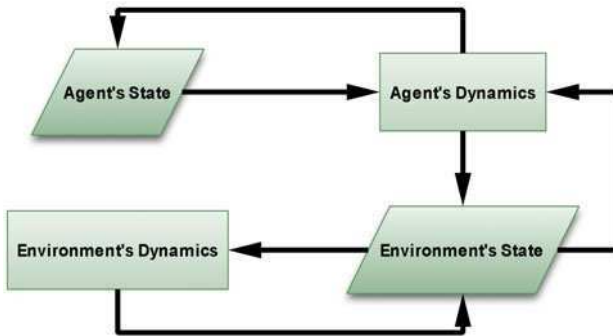 Agent's State
Agent's Dynamics
Environment's Dynamics
Environment's State